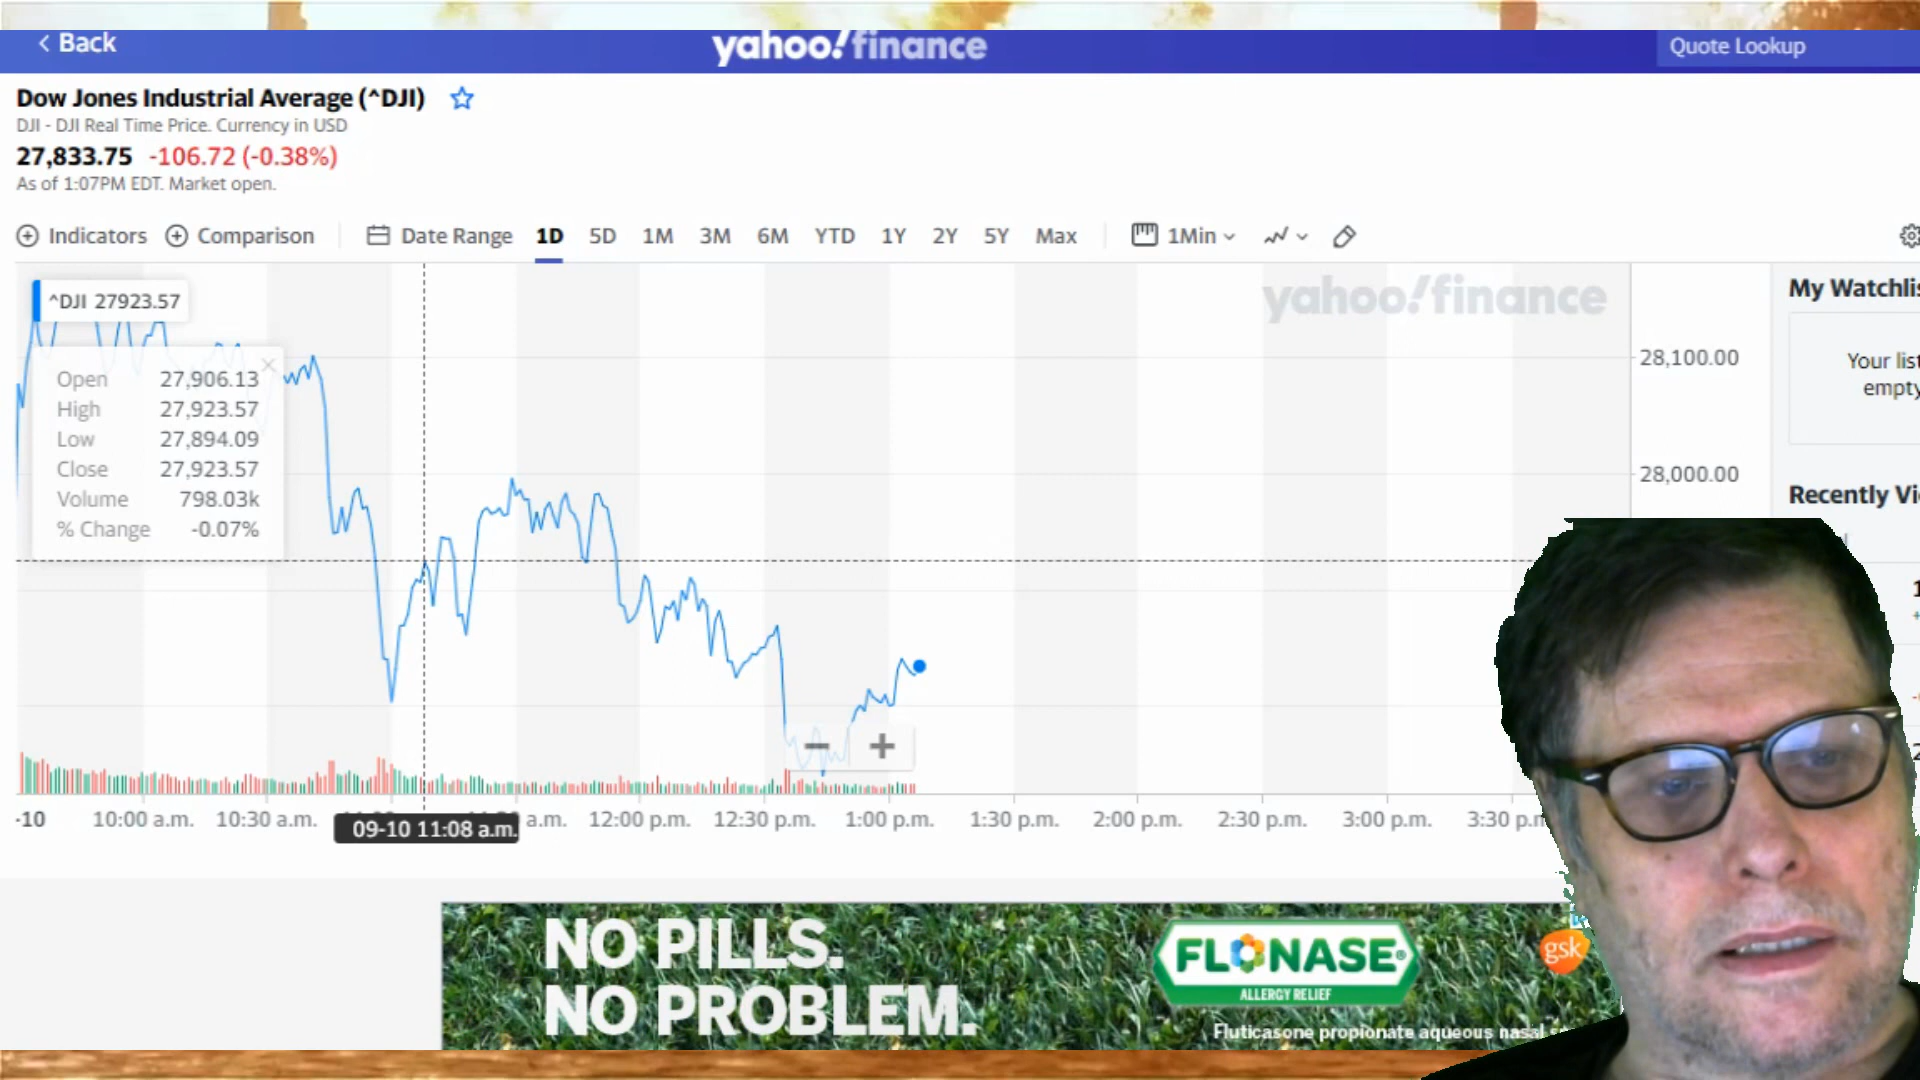 Back
yahoo!finance
Quote Lookup
Dow Jones Industrial Average (^DJI)
DJI - DJI Real Time Price. Currency in USD
27,833.75 -106.72 (-0.38%)
As of 1:07PM EDT. Market open.
Indicators Comparison Date Range 1D 5D 1M 3M 6M YTD 1Y 2Y 5Y Max 1Min
^DJI 27923.57
yahoo!finance
My
Open 27,906.13
High 27,923.57
Low 27,894.09
Close 27,923.57
Volume 798.03k
% Change -0.07%
28,100.00
28,000.00
Your
Recently
-10 10:00 a.m. 10:30 a.m. 09-10 11:08 a.m. a.m. 12:00 p.m. 12:30 p.m. 1:00 p.m. 1:30 p.m. 2:00 p.m. 2:30 p.m. 3:00 p.m. 3:30
NO PILLS.
NO PROBLEM.
FLONASE®
ALLERGY RELIEF
gsk
Fluticasone propionate aqueous nasal